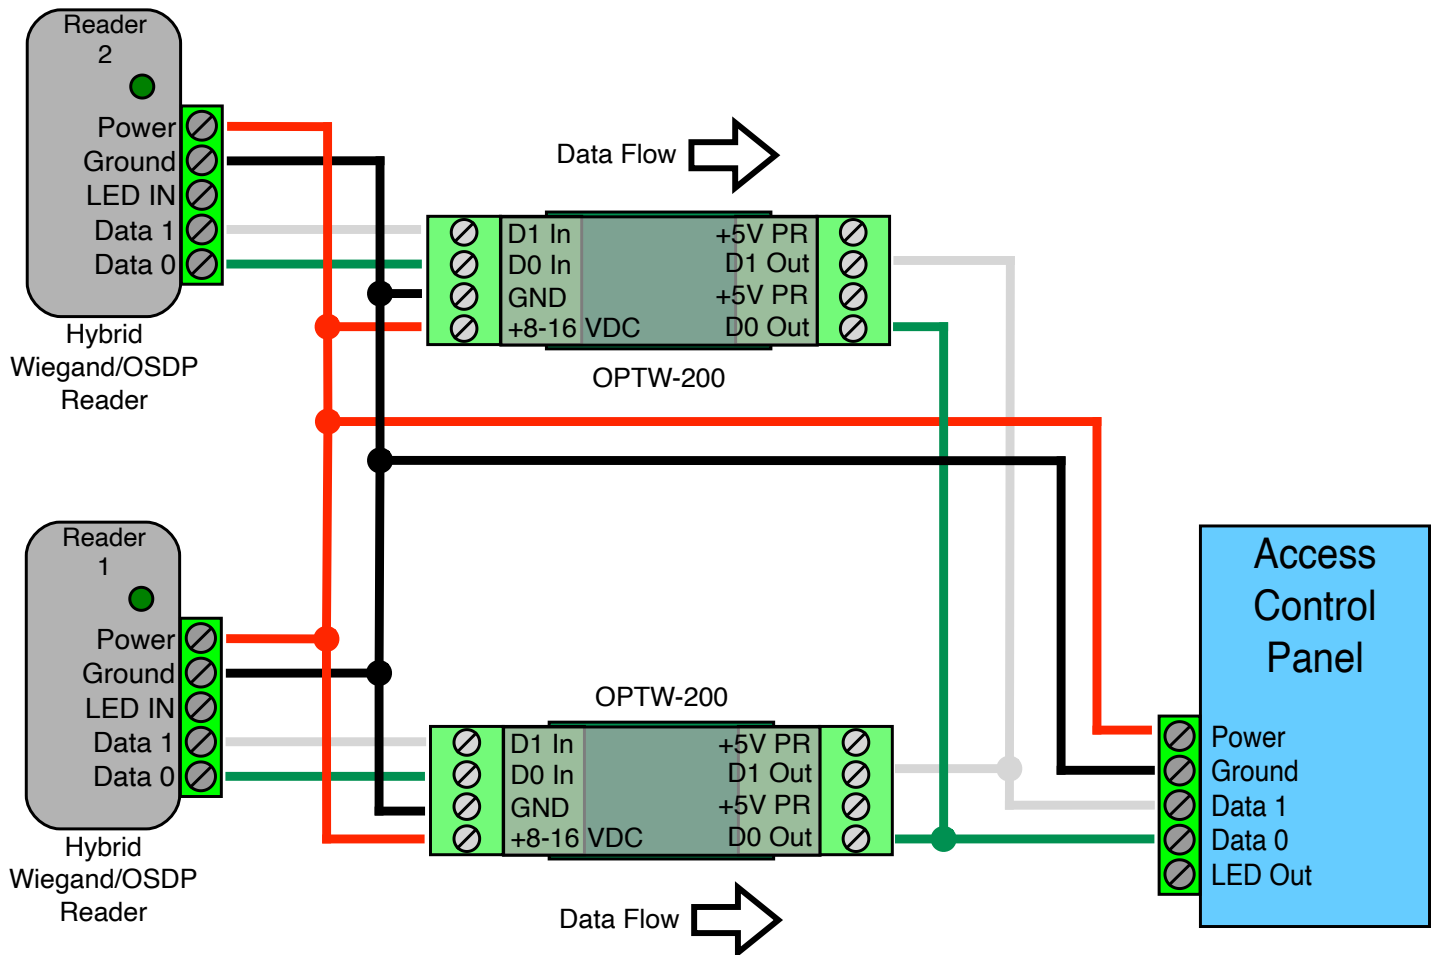 Reader
2
Power
Ground
LED IN
Data 1
Data 0
Hybrid
Wiegand/OSDP
Reader
Data Flow
D1 In
D0 In
GND
+8-16 VDC
+5V PR
D1 Out
+5V PR
D0 Out
OPTW-200
Reader
1
Power
Ground
LED IN
Data 1
Data 0
Hybrid
Wiegand/OSDP
Reader
OPTW-200
D1 In
D0 In
GND
+8-16 VDC
+5V PR
D1 Out
+5V PR
D0 Out
Data Flow
Access
Control
Panel
Power
Ground
Data 1
Data 0
LED Out